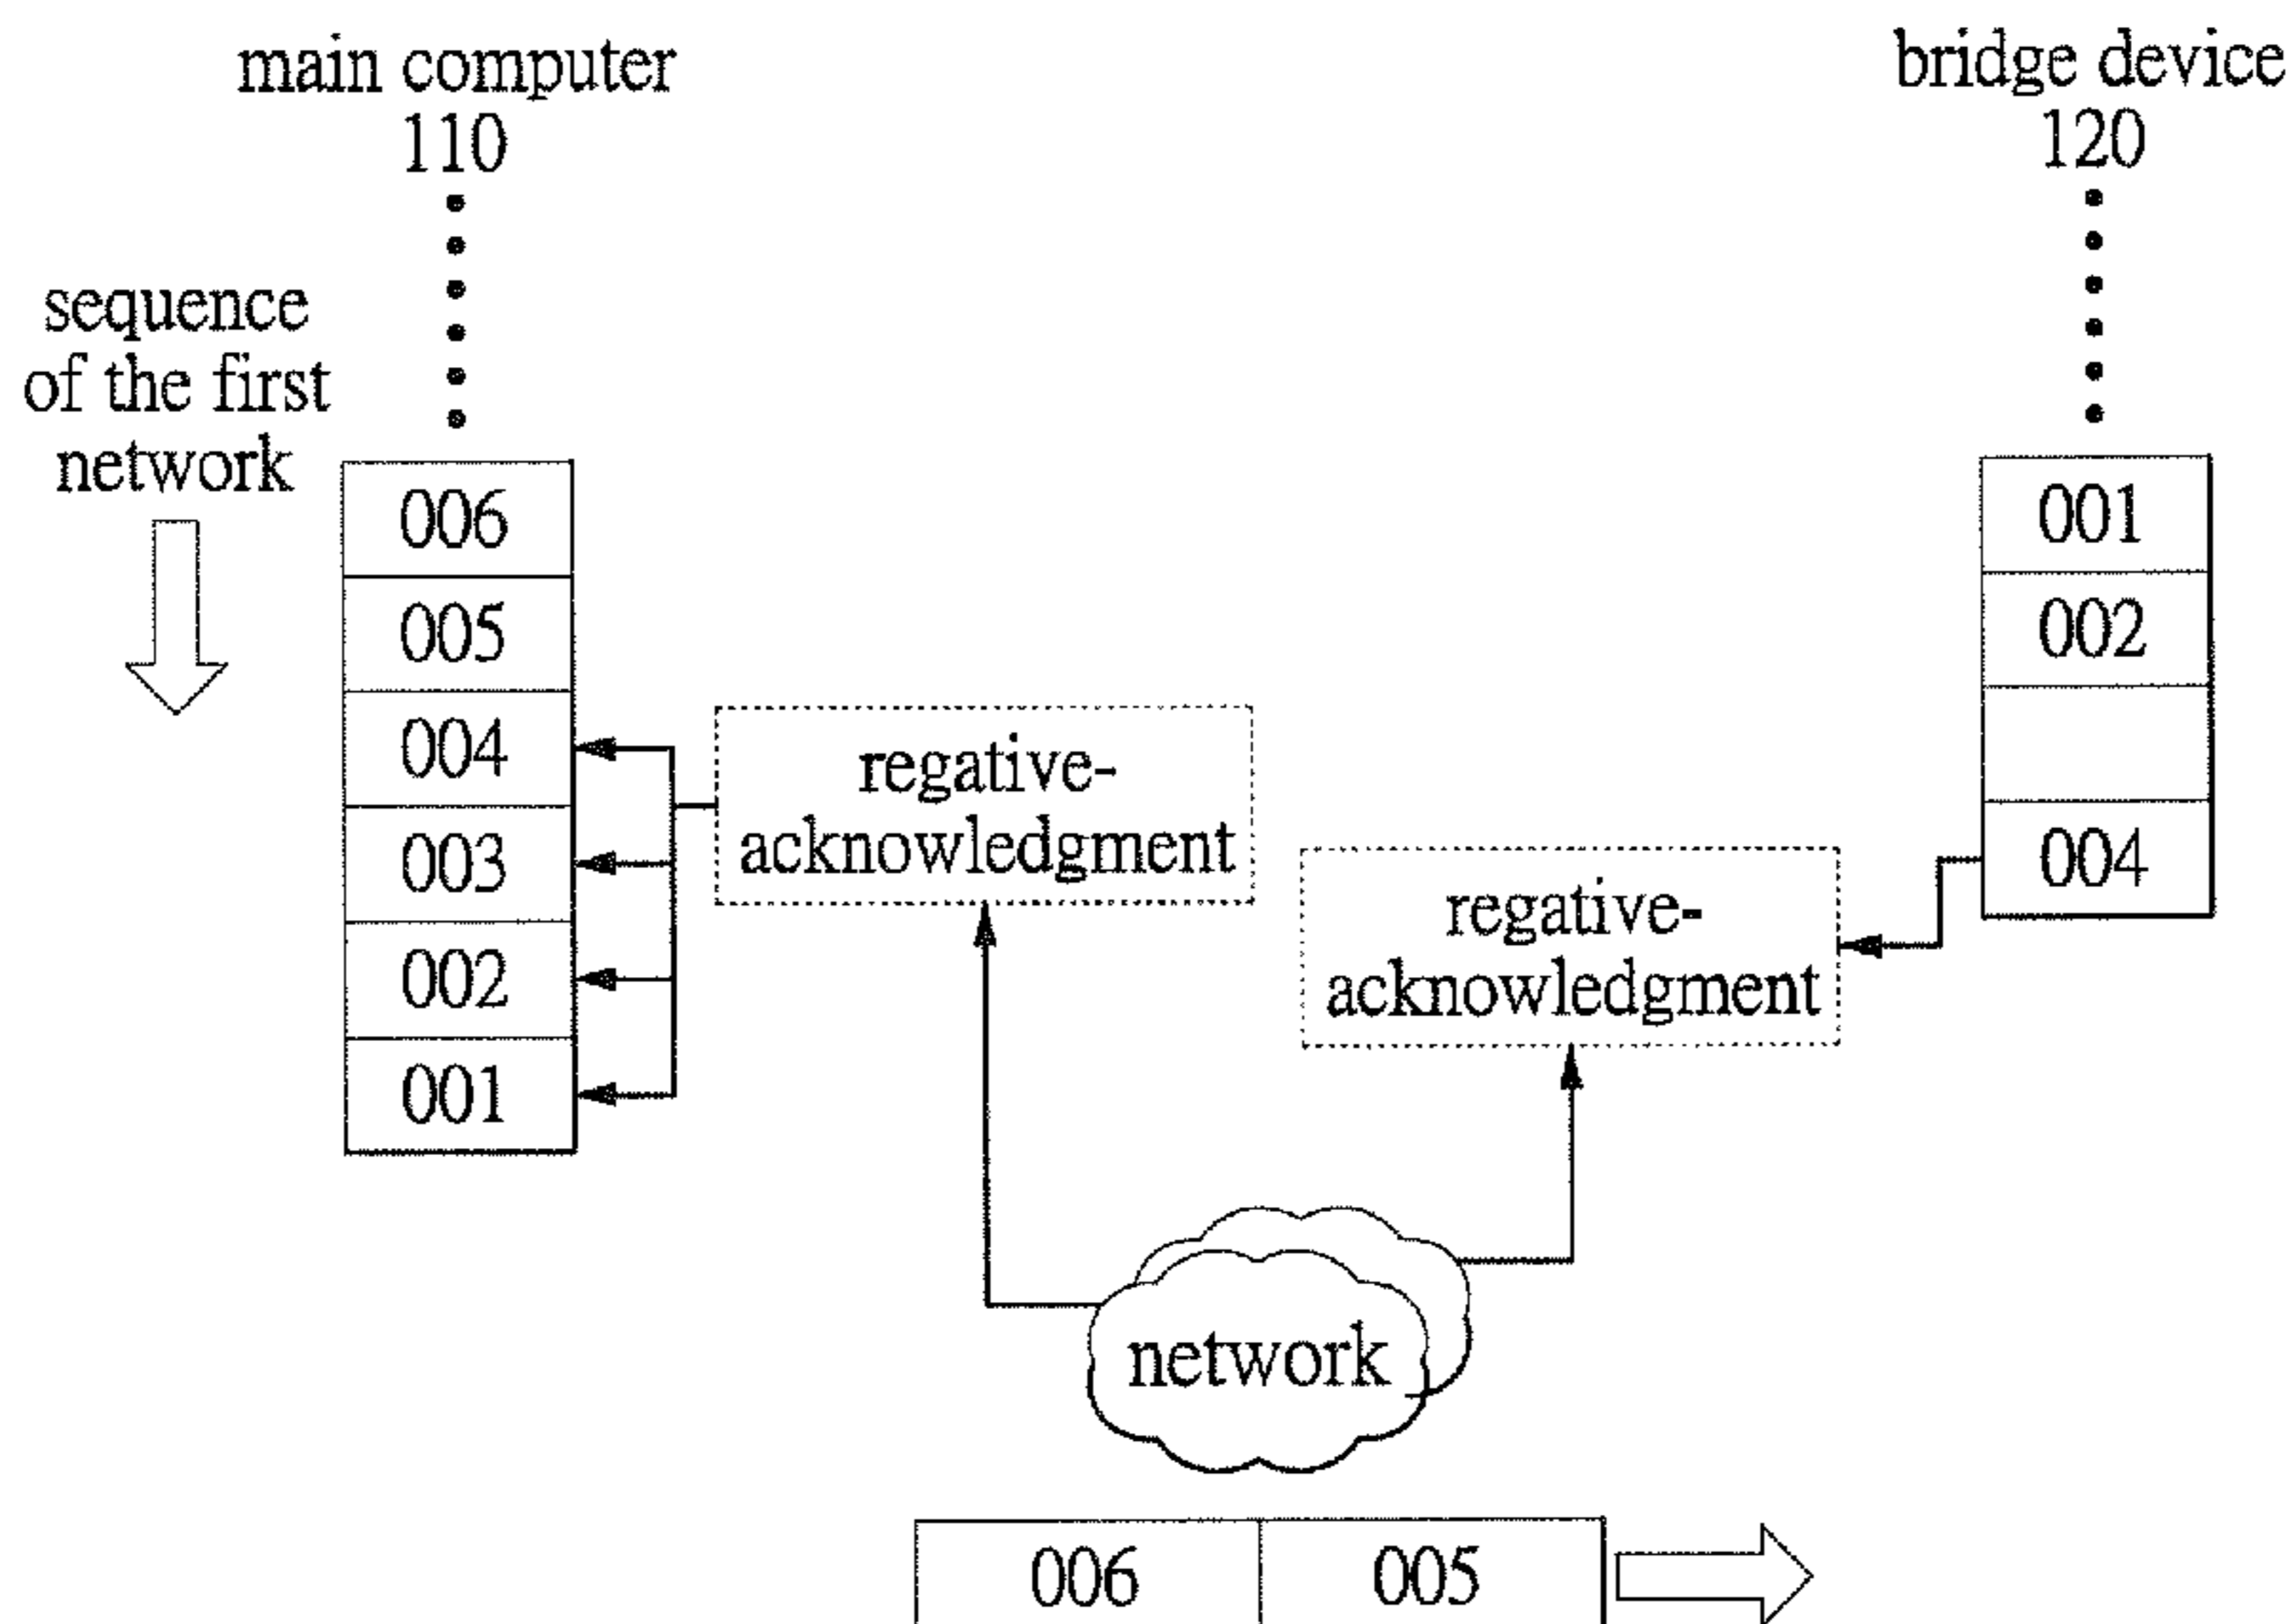 main computer
110
bridge device
120
sequence
of the first
network
006
005
004
003
002
001
regative-
acknowledgment
regative-
acknowledgment
001
002
004
network
006
005